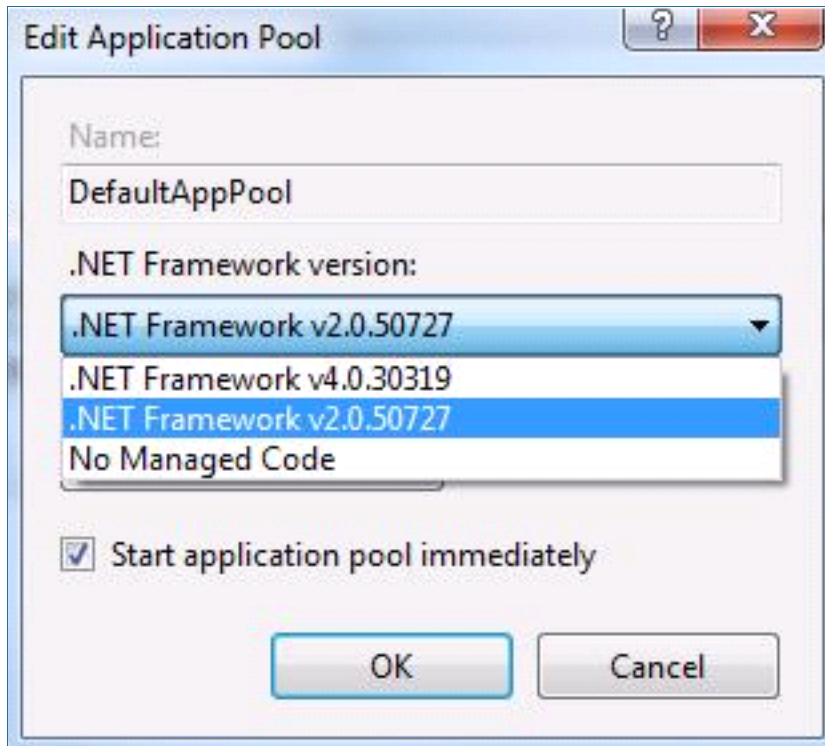 Edit Application Pool
Name:
DefaultAppPool
.NET Framework version:
.NET Framework v2.0.50727
.NET Framework v4.0.30319
.NET Framework v2.0.50727
No Managed Code
Start application pool immediately
OK Cancel